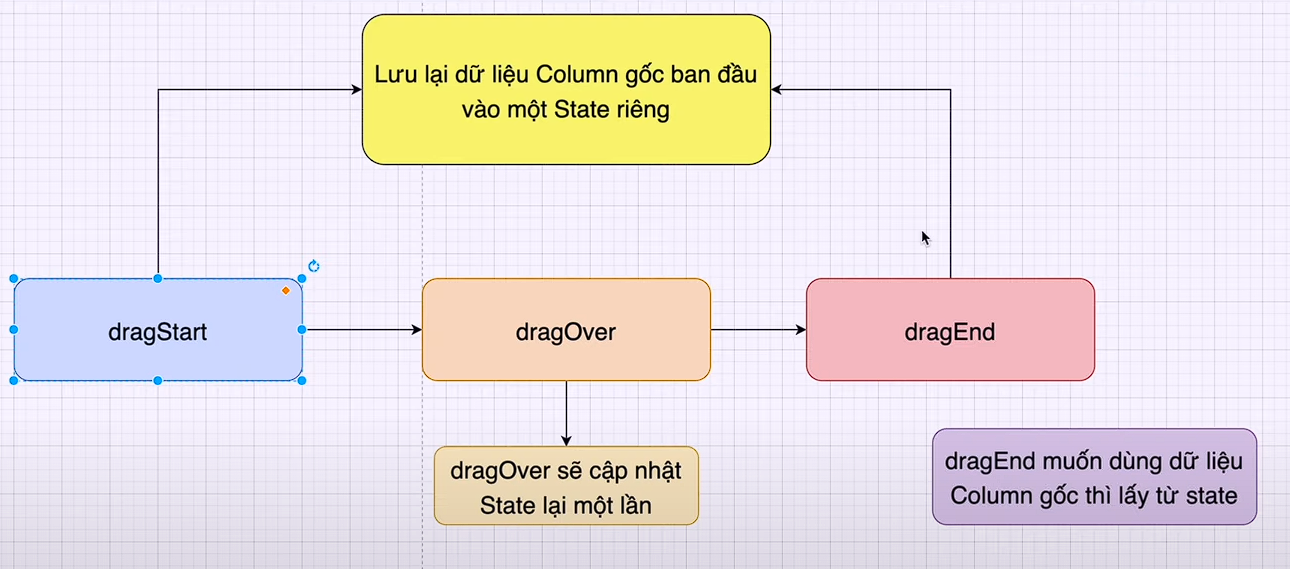 Lưu lại dữ liệu Column gốc ban đầu
vào một State riêng
dragStart
dragOver
dragEnd
dragOver sẽ cập nhật
State lại một lần
dragEnd muốn dùng dữ liệu
Column gốc thì lấy từ state